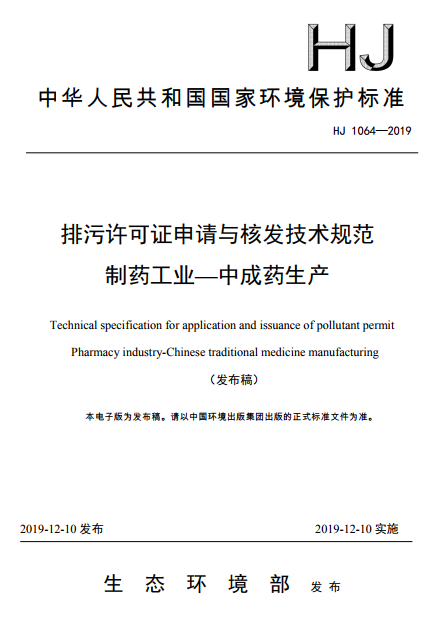 HJ
中华人民共和国国家环境保护标准
HJ 1064—2019
排污许可证申请与核发技术规范
制药工业—中成药生产
Technical specification for application and issuance of pollutant permit
Pharmacy industry-Chinese traditional medicine manufacturing
（发布稿）
本电子版为发布稿。请以中国环境出版集团出版的正式标准文件为准。
2019-12-10 发布 2019-12-10 实施
生态环境部 发布